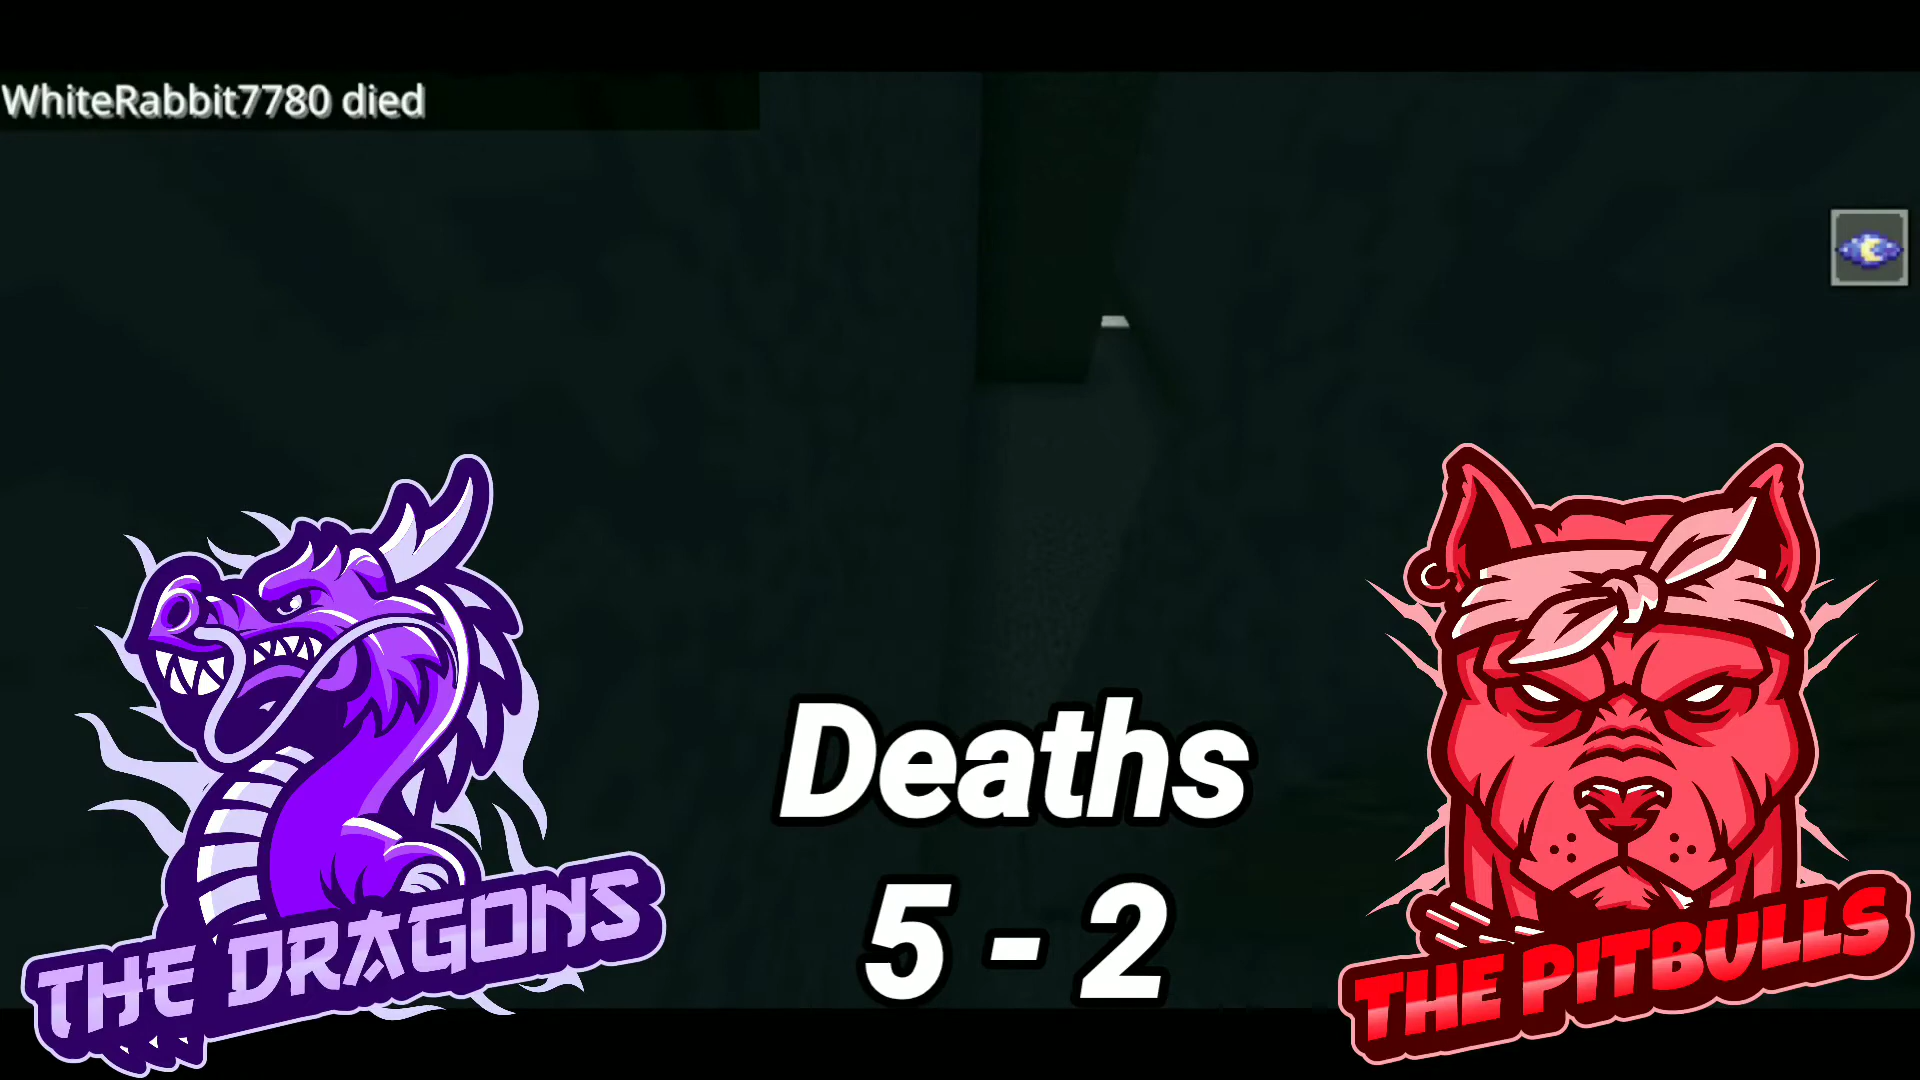 WhiteRabbit7780 died
Deaths
5 - 2
THE DRAGONS
THE PITBULLS